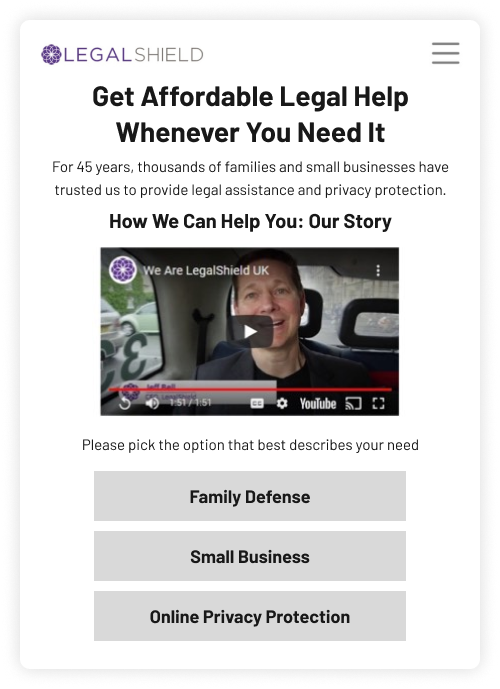 LEGALSHIELD
Get Affordable Legal Help
Whenever You Need It
For 45 years, thousands of families and small businesses have
trusted us to provide legal assistance and privacy protection.
How We Can Help You: Our Story
We Are LegalShield UK
Jeff Bell
1:51 / 1:51
CC
YouTube
Please pick the option that best describes your need
Family Defense
Small Business
Online Privacy Protection